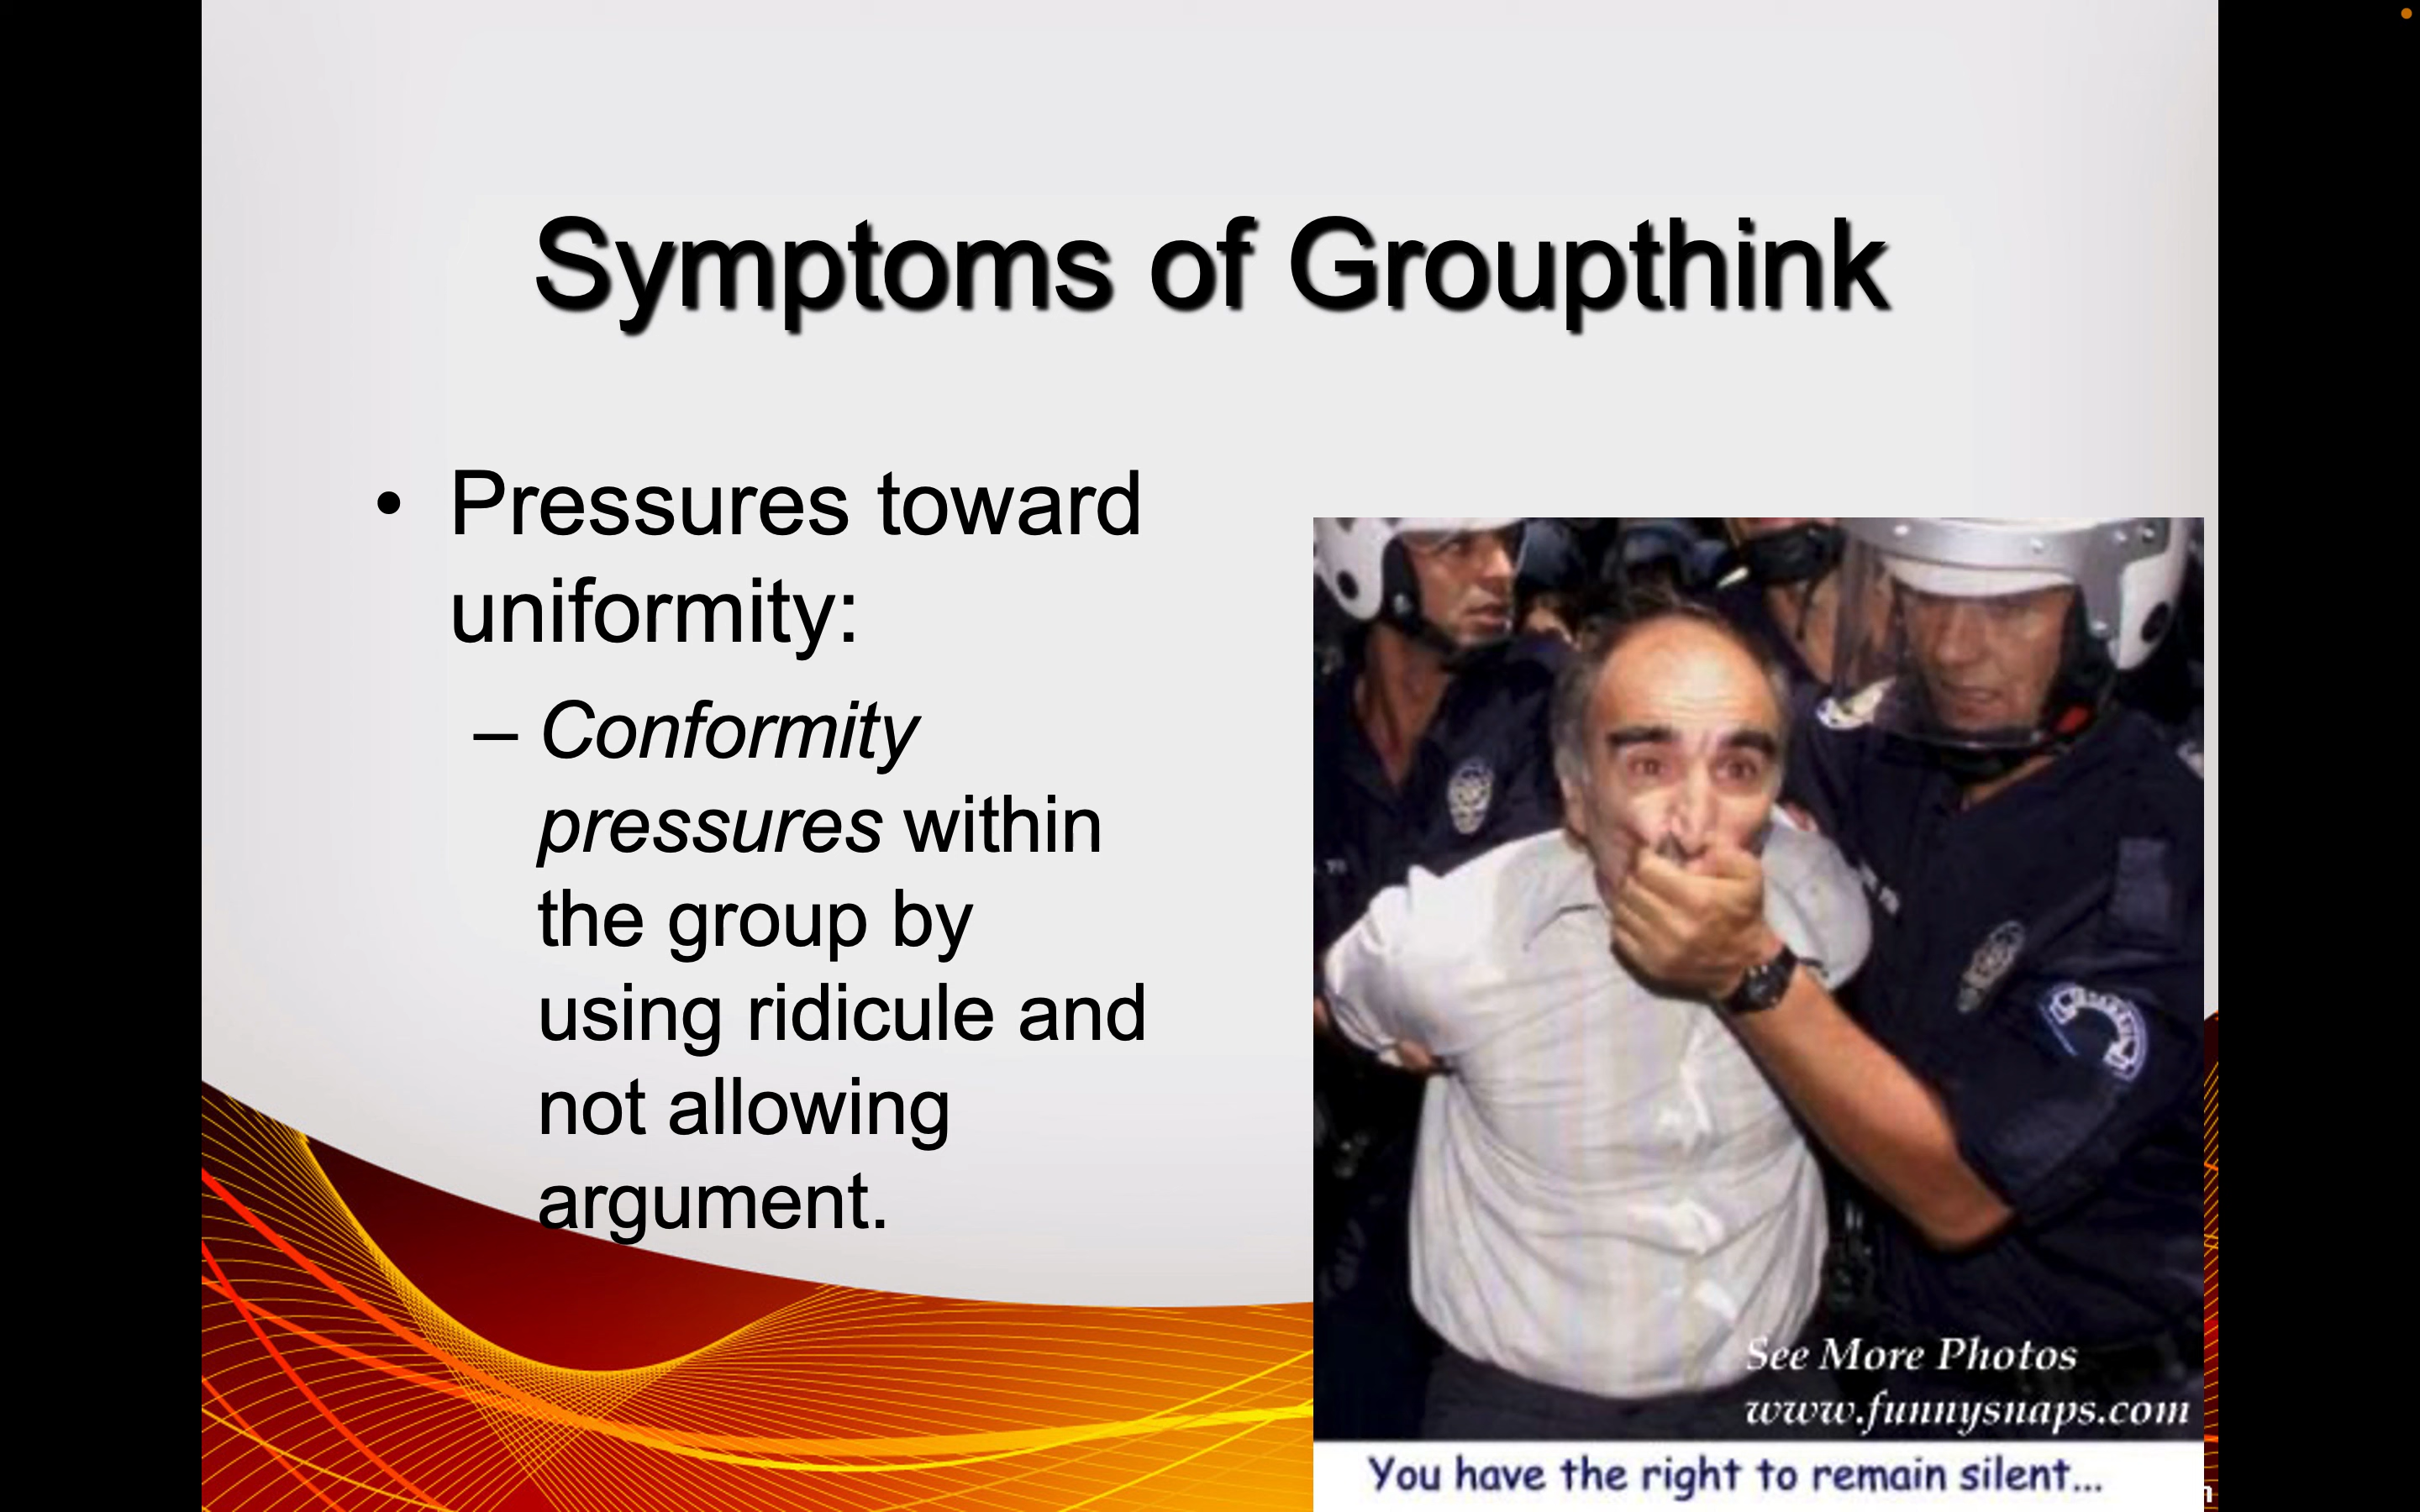 Symptoms of Groupthink
• Pressures toward
uniformity:
– Conformity
pressures within
the group by
using ridicule and
not allowing
argument.
See More Photos
www.funnysnaps.com
You have the right to remain silent...